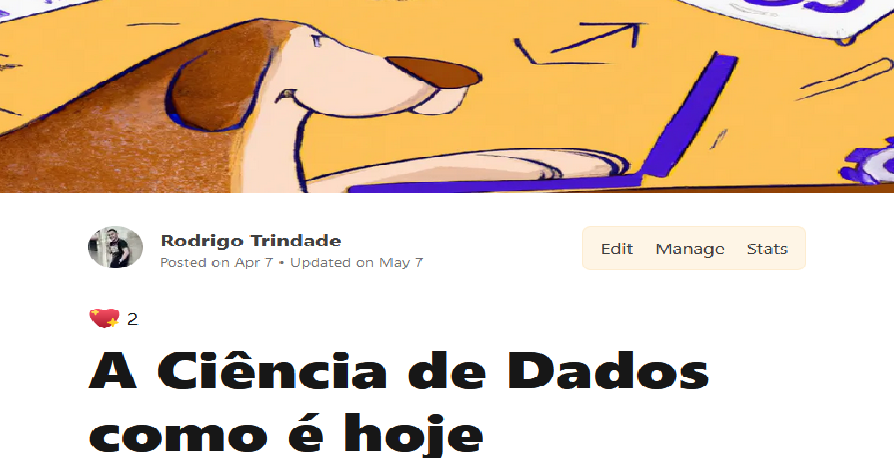 Rodrigo Trindade
Edit Manage Stats
Posted on Apr 7 • Updated on May 7
2
A Ciência de Dados
como é hoje